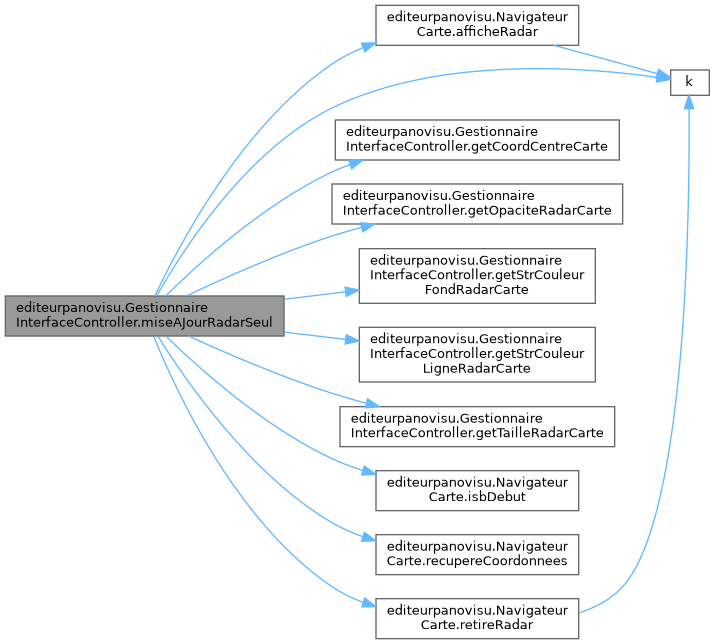 editeurpanovisu.Navigateur
Carte.afficheRadar
k
editeurpanovisu.Gestionnaire
InterfaceController.getCoordCentreCarte
editeurpanovisu.Gestionnaire
InterfaceController.getOpaciteRadarCarte
editeurpanovisu.Gestionnaire
InterfaceController.getStrCouleur
FondRadarCarte
editeurpanovisu.Gestionnaire
InterfaceController.miseAJourRadarSeul
editeurpanovisu.Gestionnaire
InterfaceController.getStrCouleur
LigneRadarCarte
editeurpanovisu.Gestionnaire
InterfaceController.getTailleRadarCarte
editeurpanovisu.Navigateur
Carte.isbDebut
editeurpanovisu.Navigateur
Carte.recupereCoordonnees
editeurpanovisu.Navigateur
Carte.retireRadar